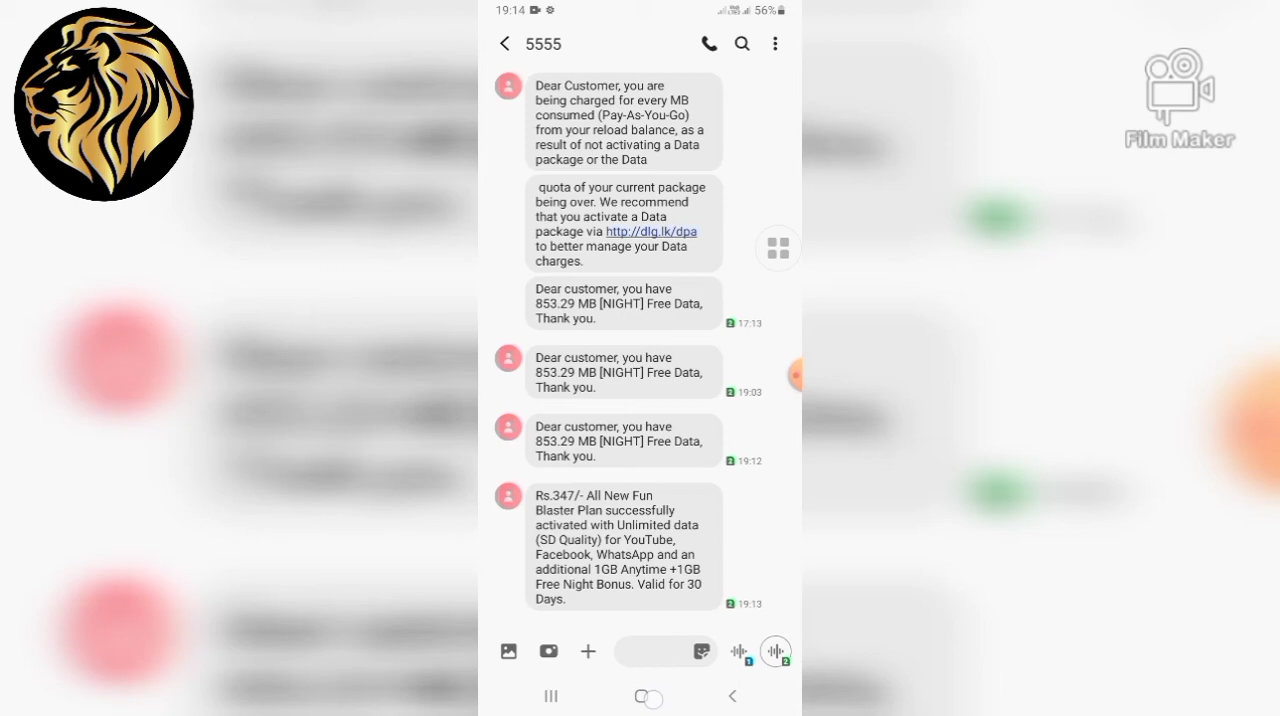 19:14
56%
5555
Dear Customer, you are
being charged for every MB
consumed (Pay-As-You-Go)
from your reload balance, as a
result of not activating a Data
package or the Data
quota of your current package
being over. We recommend
that you activate a Data
package via http://dlg.lk/dpa
to better manage your Data
charges.
Dear customer, you have
853.29 MB [NIGHT] Free Data,
Thank you.
2 17:13
Dear customer, you have
853.29 MB [NIGHT] Free Data,
Thank you.
2 19:03
Dear customer, you have
853.29 MB [NIGHT] Free Data,
Thank you.
2 19:12
Rs.347/- All New Fun
Blaster Plan successfully
activated with Unlimited data
(SD Quality) for YouTube,
Facebook, WhatsApp and an
additional 1GB Anytime +1GB
Free Night Bonus. Valid for 30
Days.
2 19:13
1
2
Film Maker